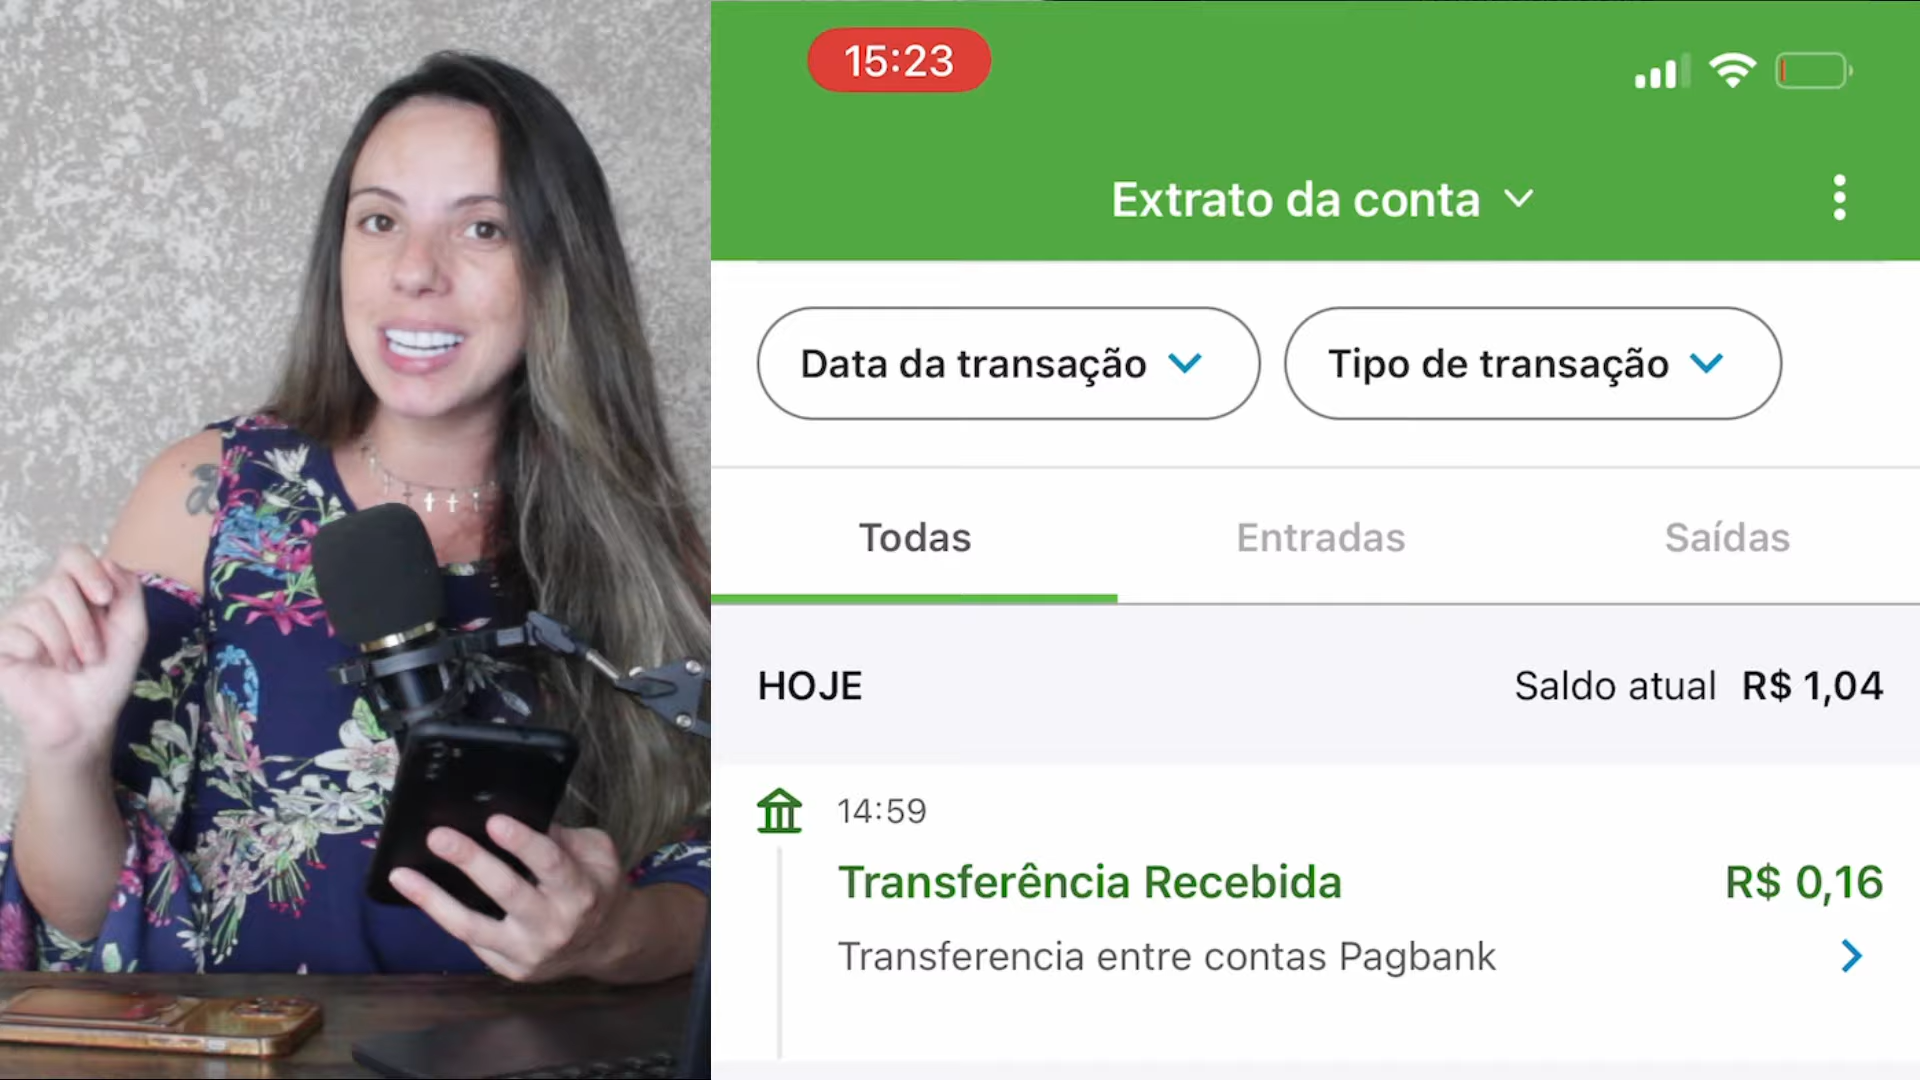 15:23
Extrato da conta
Data da transação
Tipo de transação
Todas
Entradas
Saídas
HOJE
Saldo atual R$ 1,04
14:59
Transferência Recebida R$ 0,16
Transferencia entre contas Pagbank